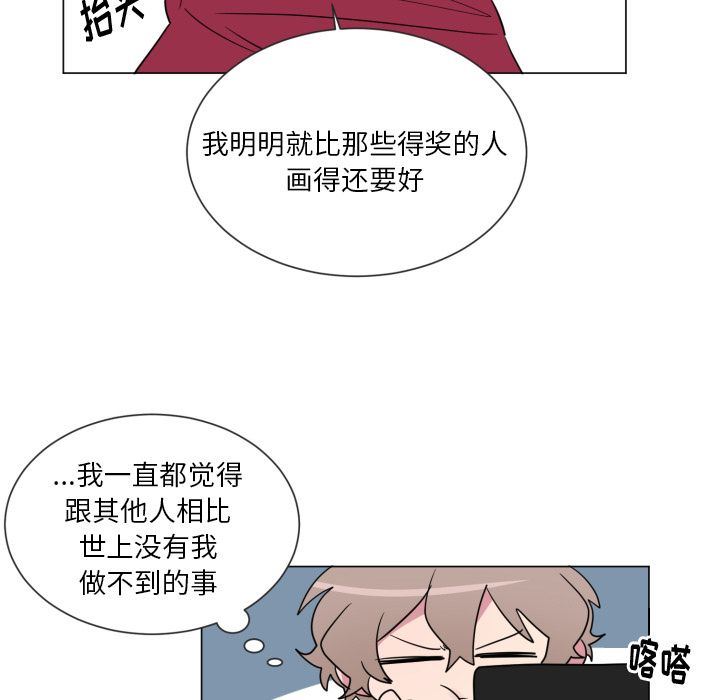 抬头
我明明就比那些得奖的人
画得还要好
...我一直都觉得
跟其他人相比
世上没有我
做不到的事
喀嗒